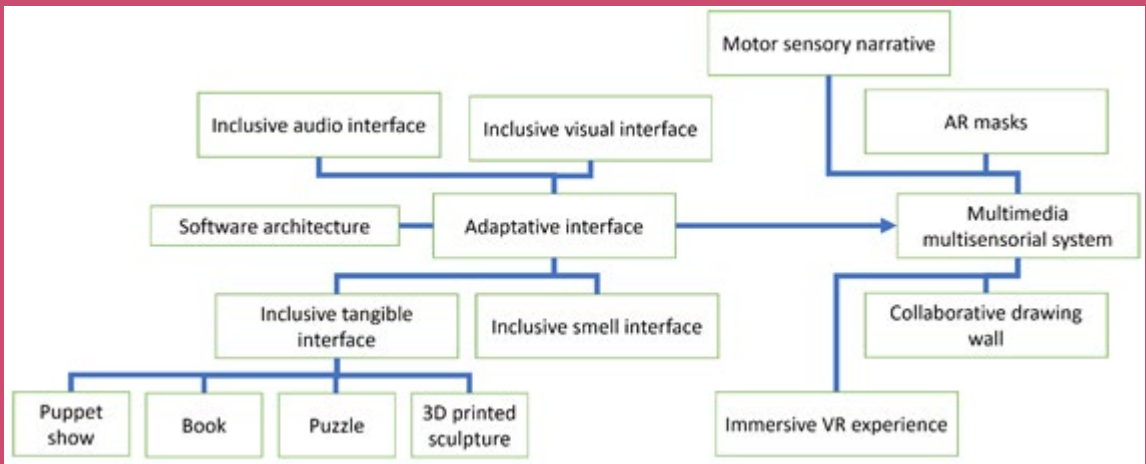 Motor sensory narrative
Inclusive audio interface
Inclusive visual interface
AR masks
Software architecture
Adaptative interface
Multimedia
multisensorial system
Inclusive tangible
interface
Inclusive smell interface
Collaborative drawing
wall
Puppet
show
Book
Puzzle
3D printed
sculpture
Immersive VR experience